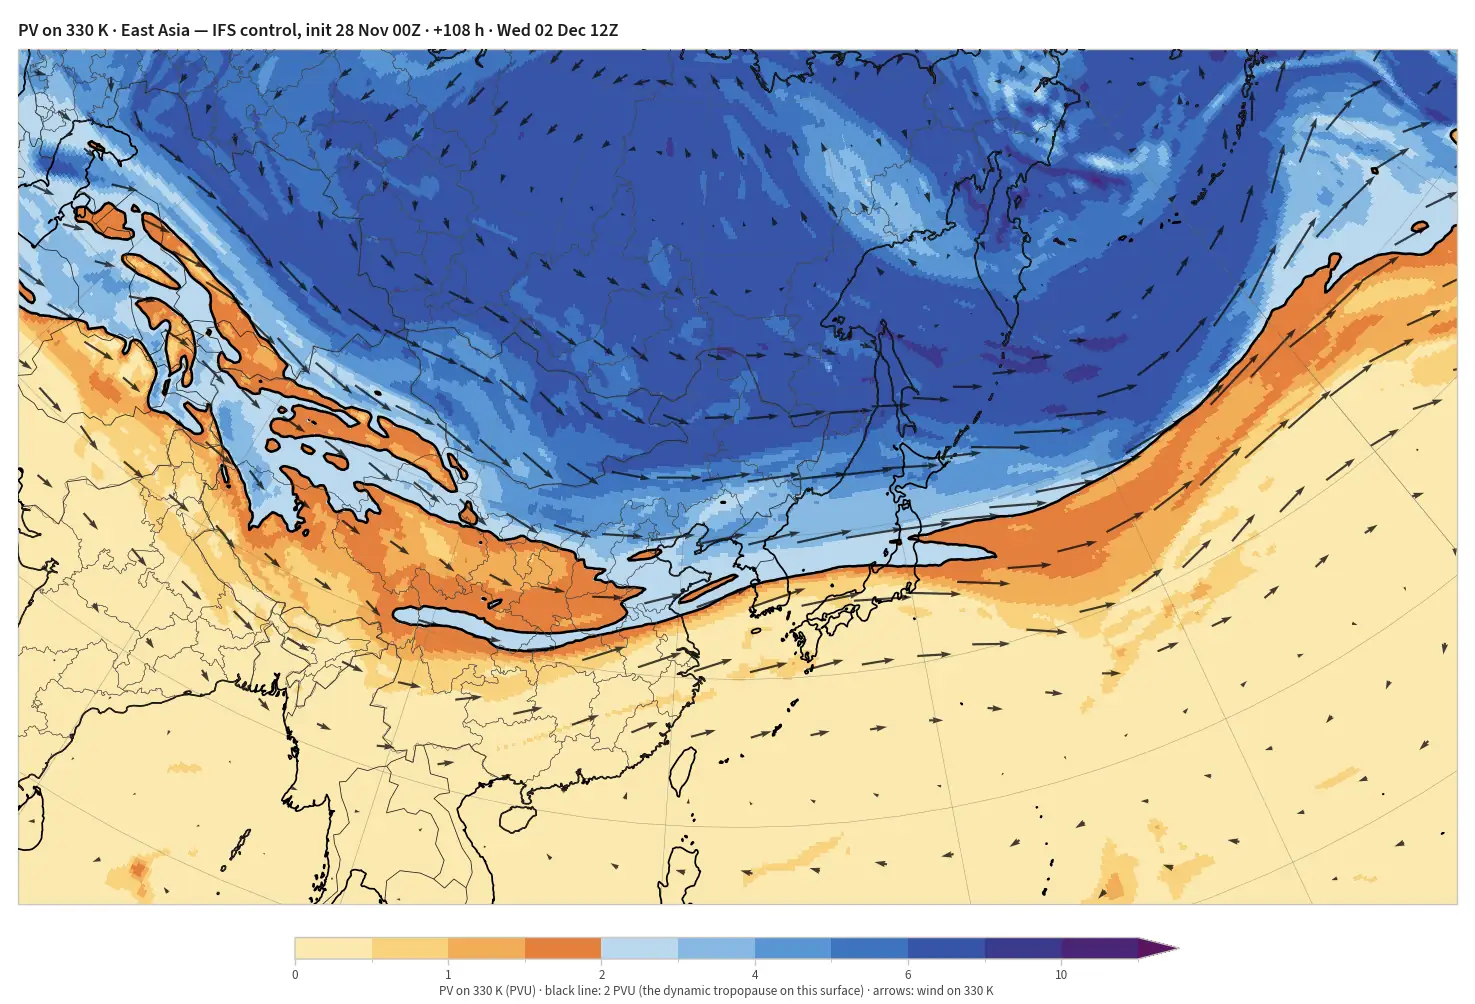 PV on 330 K · East Asia — IFS control, init 28 Nov 00Z · +108 h · Wed 02 Dec 12Z
0 1 2 4 6 10
PV on 330 K (PVU) · black line: 2 PVU (the dynamic tropopause on this surface) · arrows: wind on 330 K